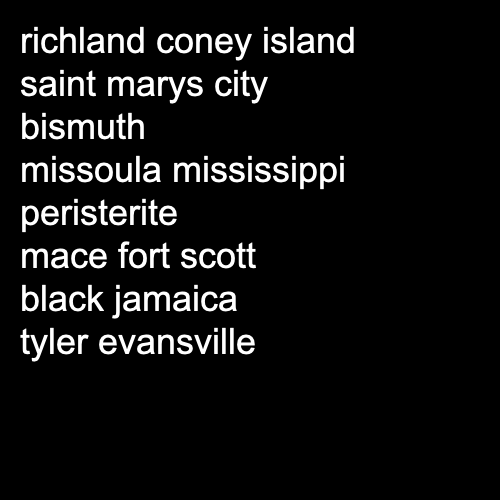 richland coney island
saint marys city
bismuth
missoula mississippi
peristerite
mace fort scott
black jamaica
tyler evansville